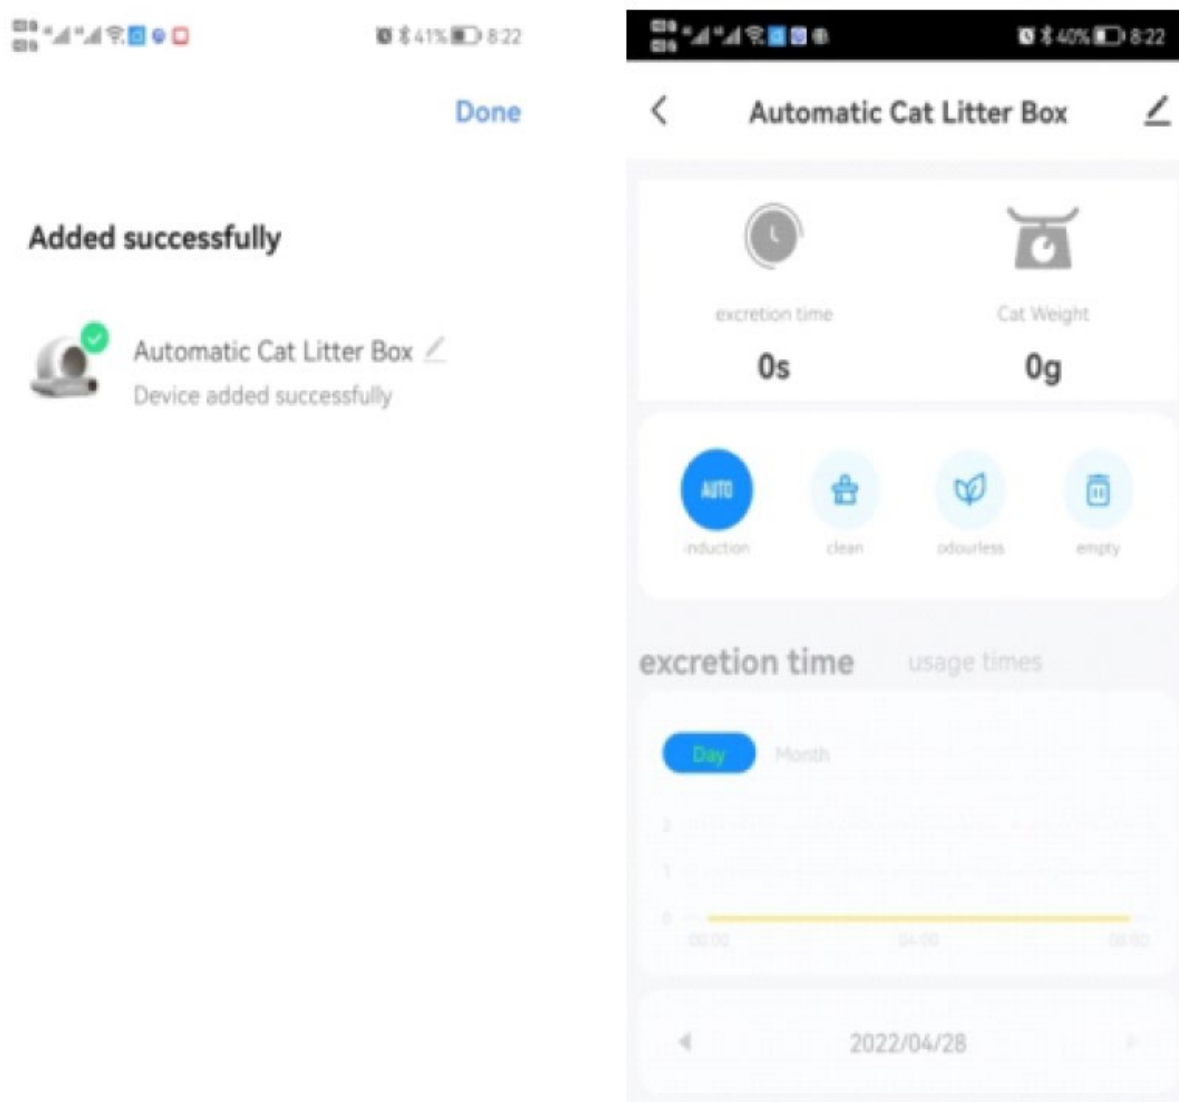 41% 8:22
Done
Added successfully
Automatic Cat Litter Box
Device added successfully
40% 8:22
Automatic Cat Litter Box
excretion time
Cat Weight
0s
0g
AUTO
induction
clean
odourless
empty
excretion time
usage times
Day
Month
2
1
0
00:00
04:00
2022/04/28